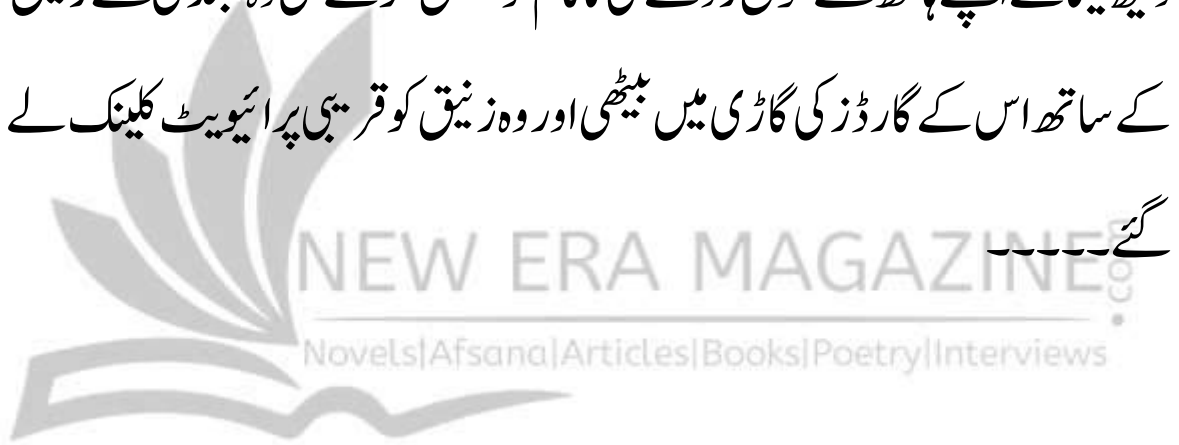 کے ساتھ اس کے گارڈز کی گاڑی میں بیٹھی اور وہ زنیق کو قریبی پرائیویٹ کلینک لے
گئے۔۔۔۔۔
NEW ERA MAGAZINE.com
Novels|Afsana|Articles|Books|Poetry|Interviews